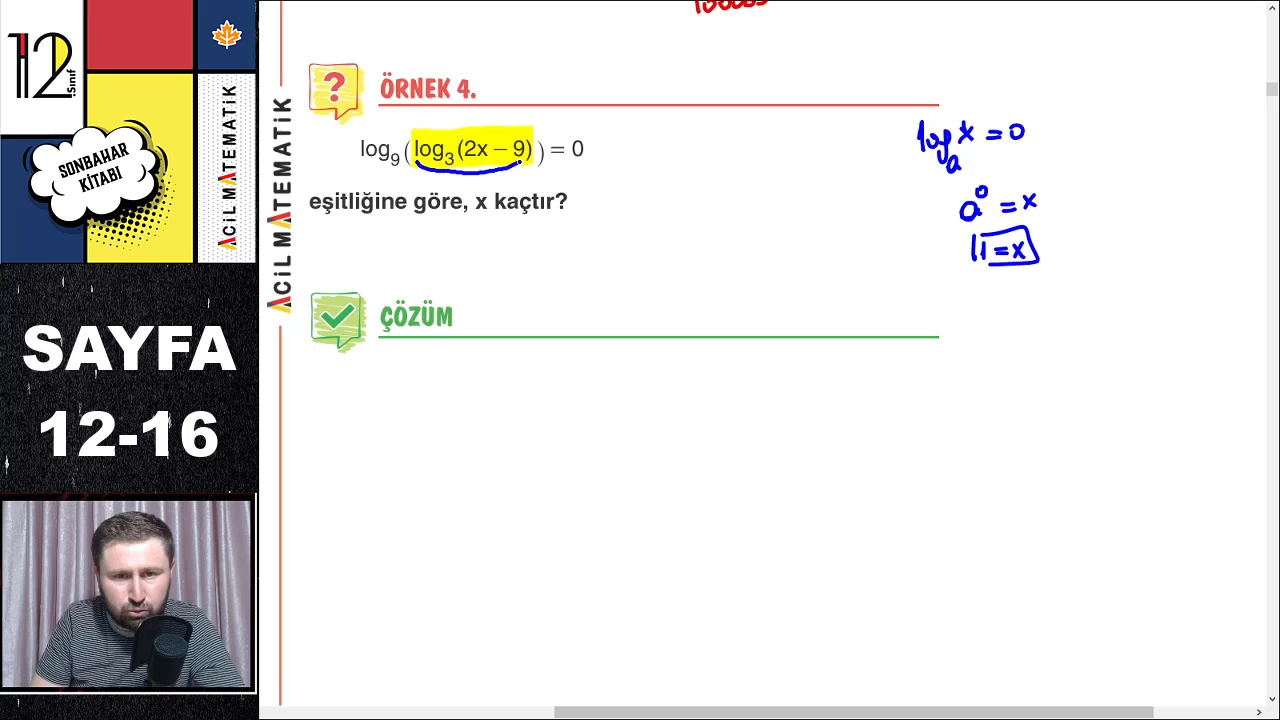 12
.Sınıf
SONBAHAR
KİTABI
ACİL MATEMATİK
SAYFA
12-16
ACİL MATEMATİK
? ÖRNEK 4.
log₉(log₃(2x − 9)) = 0
eşitliğine göre, x kaçtır?
ÇÖZÜM
logₐ x = 0
a⁰ = x
1 = x